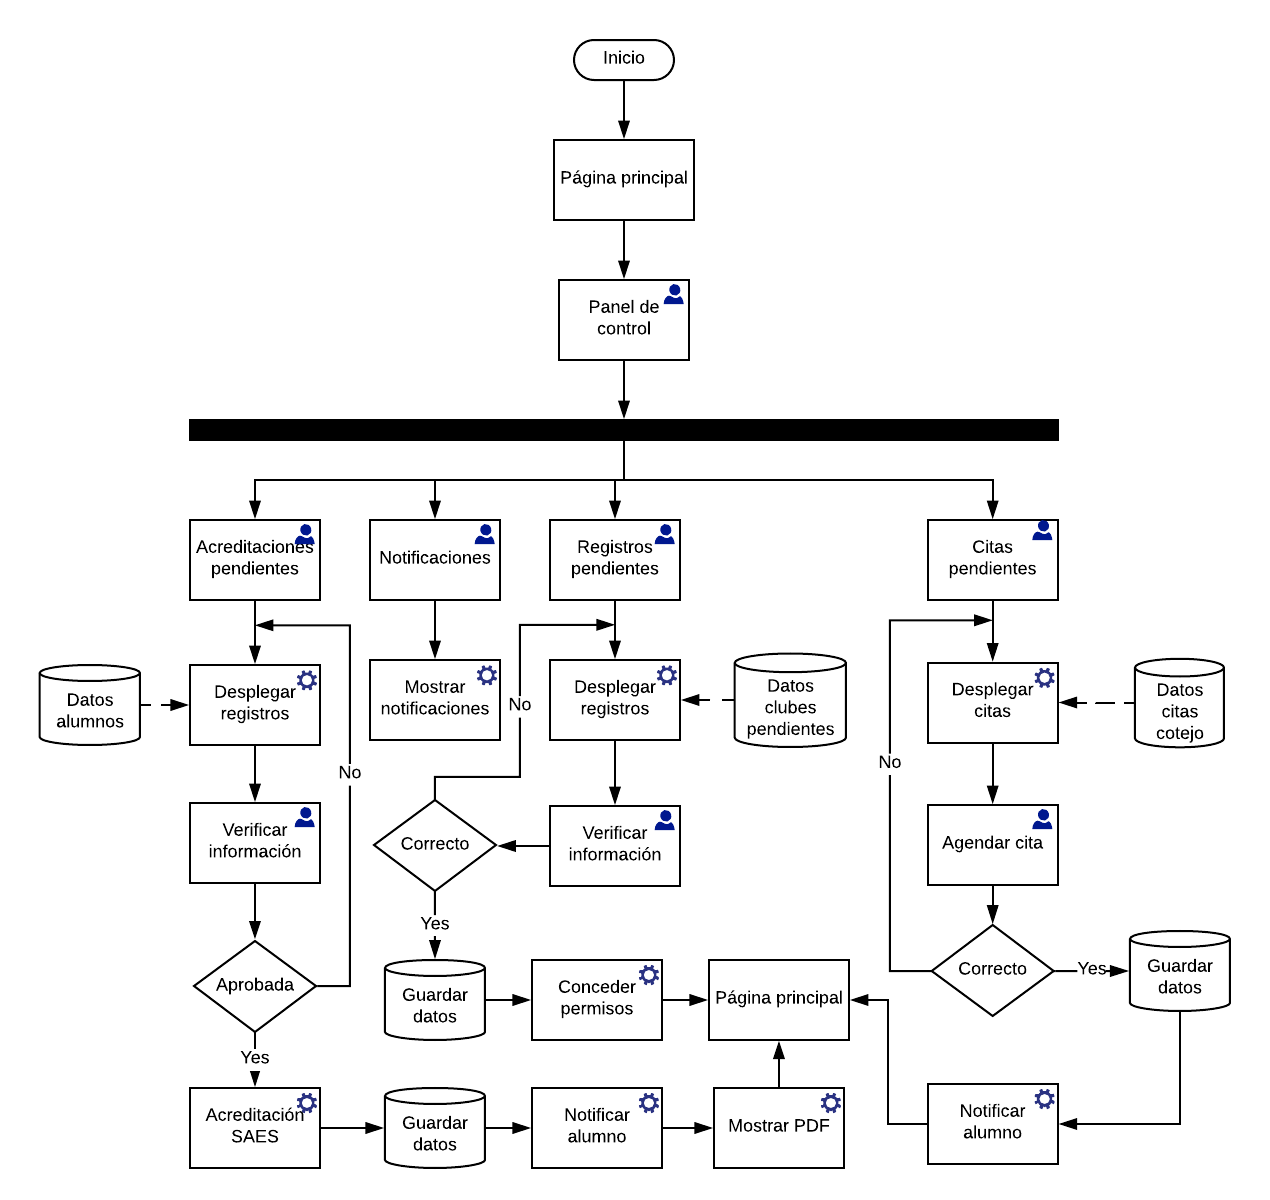 Inicio
Página principal
Panel de
control
Acreditaciones
pendientes
Notificaciones
Registros
pendientes
Citas
pendientes
Datos
alumnos
Desplegar
registros
Mostrar
notificaciones
No
Desplegar
registros
Datos
clubes
pendientes
Desplegar
citas
Datos
citas
cotejo
No
No
Verificar
información
Correcto
Verificar
información
Agendar cita
Yes
Aprobada
Guardar
datos
Conceder
permisos
Página principal
Correcto
Yes
Guardar
datos
Yes
Acreditación
SAES
Guardar
datos
Notificar
alumno
Mostrar PDF
Notificar
alumno